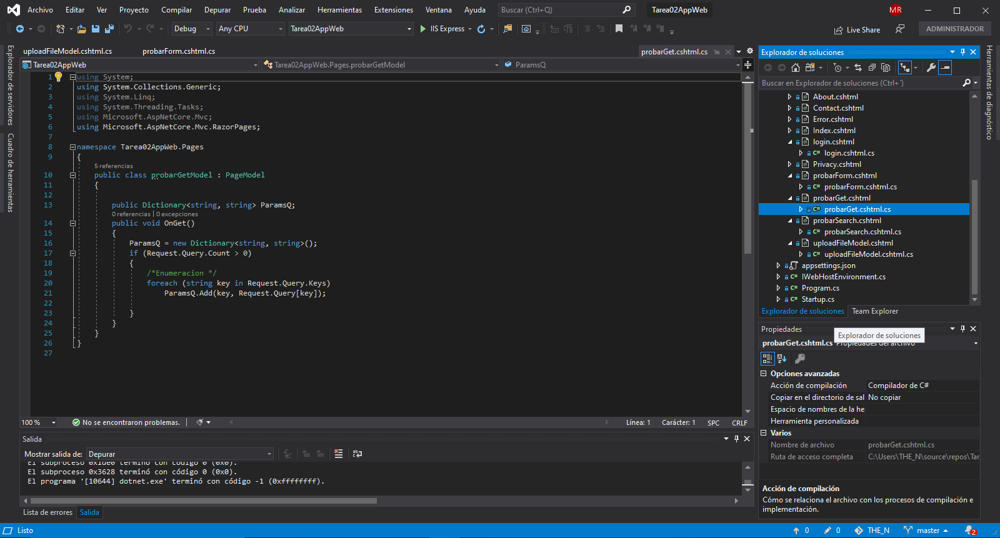 Archivo Editar Ver Proyecto Compilar Depurar Prueba Analizar Herramientas Extensiones Ventana Ayuda Buscar (Ctrl+Q) Tarea02AppWeb MR
Debug Any CPU Tarea02AppWeb IIS Express Live Share ADMINISTRADOR
Explorador de servidores
Cuadro de herramientas
uploadFileModel.cshtml.cs probarForm.cshtml.cs probarGet.cshtml.cs
Tarea02AppWeb Tarea02AppWeb.Pages.probarGetModel ParamsQ
1 using System;
2 using System.Collections.Generic;
3 using System.Linq;
4 using System.Threading.Tasks;
5 using Microsoft.AspNetCore.Mvc;
6 using Microsoft.AspNetCore.Mvc.RazorPages;
7
8 namespace Tarea02AppWeb.Pages
9 {
5 referencias
10 public class probarGetModel : PageModel
11 {
12
13 public Dictionary<string, string> ParamsQ;
0 referencias | 0 excepciones
14 public void OnGet()
15 {
16 ParamsQ = new Dictionary<string, string>();
17 if (Request.Query.Count > 0)
18 {
19 /*Enumeracion */
20 foreach (string key in Request.Query.Keys)
21 ParamsQ.Add(key, Request.Query[key]);
22
23 }
24 }
25 }
26 }
27
100 % No se encontraron problemas. Línea: 1 Carácter: 1 SPC CRLF
Salida
Mostrar salida de: Depurar
El subproceso 0x1de0 terminó con código 0 (0x0).
El subproceso 0x3628 terminó con código 0 (0x0).
El programa '[10644] dotnet.exe' terminó con código -1 (0xffffffff).
Lista de errores Salida
Explorador de soluciones
Buscar en Explorador de soluciones (Ctrl+´)
About.cshtml
Contact.cshtml
Error.cshtml
Index.cshtml
login.cshtml
C# login.cshtml.cs
Privacy.cshtml
probarForm.cshtml
C# probarForm.cshtml.cs
probarGet.cshtml
C# probarGet.cshtml.cs
probarSearch.cshtml
C# probarSearch.cshtml.cs
uploadFileModel.cshtml
C# uploadFileModel.cshtml.cs
appsettings.json
C# IWebHostEnvironment.cs
C# Program.cs
C# Startup.cs
Explorador de soluciones Team Explorer
Propiedades
Explorador de soluciones
probarGet.cshtml.cs Propiedades del archivo
Opciones avanzadas
Acción de compilación Compilador de C#
Copiar en el directorio de sal No copiar
Espacio de nombres de la he
Herramienta personalizada
Varios
Nombre de archivo probarGet.cshtml.cs
Ruta de acceso completa C:\Users\THE_N\source\repos\Tar
Acción de compilación
Cómo se relaciona el archivo con los procesos de compilación e
implementación.
Herramientas de diagnóstico
Listo 0 0 THE_N master 2